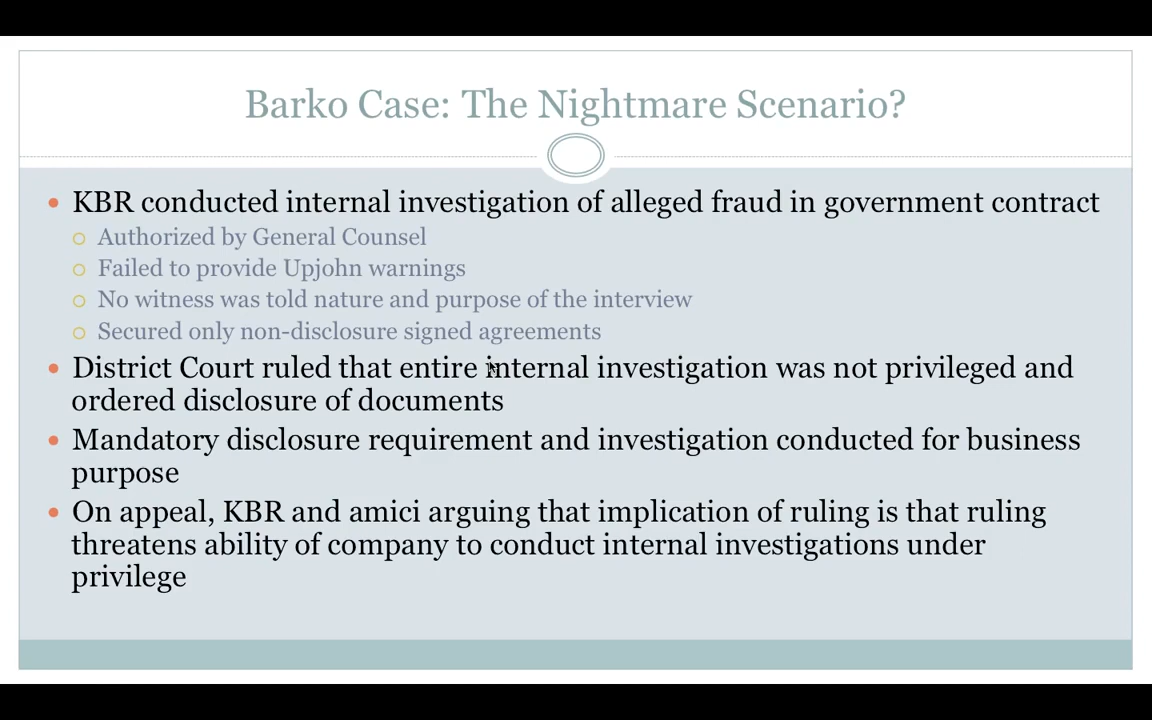 Barko Case: The Nightmare Scenario?
KBR conducted internal investigation of alleged fraud in government contract
Authorized by General Counsel
Failed to provide Upjohn warnings
No witness was told nature and purpose of the interview
Secured only non-disclosure signed agreements
District Court ruled that entire internal investigation was not privileged and
ordered disclosure of documents
Mandatory disclosure requirement and investigation conducted for business
purpose
On appeal, KBR and amici arguing that implication of ruling is that ruling
threatens ability of company to conduct internal investigations under
privilege